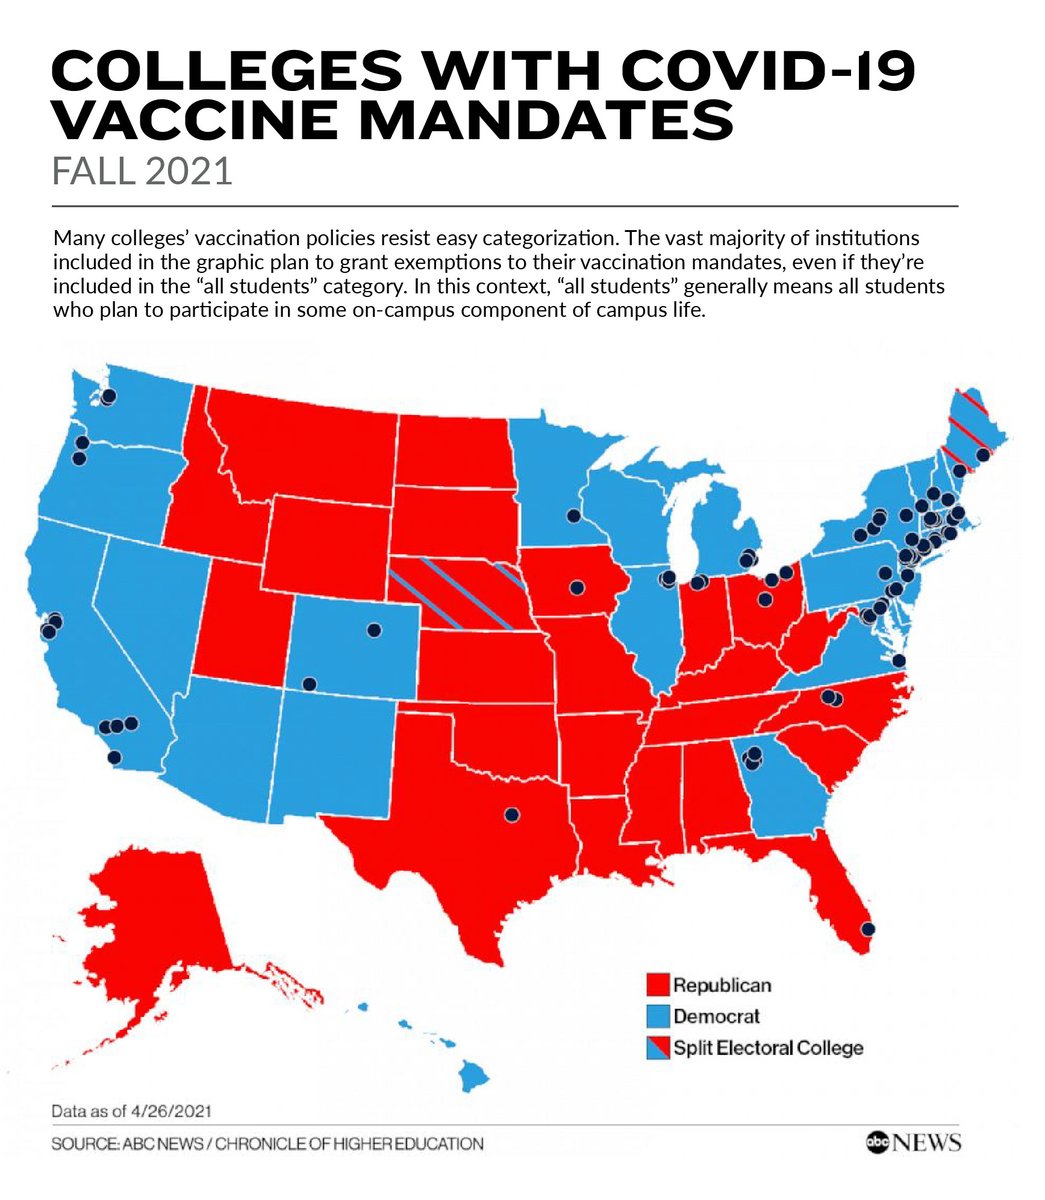 COLLEGES WITH COVID-19
VACCINE MANDATES
FALL 2021
Many colleges’ vaccination policies resist easy categorization. The vast majority of institutions
included in the graphic plan to grant exemptions to their vaccination mandates, even if they’re
included in the “all students” category. In this context, “all students” generally means all students
who plan to participate in some on-campus component of campus life.
Republican
Democrat
Split Electoral College
Data as of 4/26/2021
SOURCE: ABC NEWS / CHRONICLE OF HIGHER EDUCATION
abc NEWS